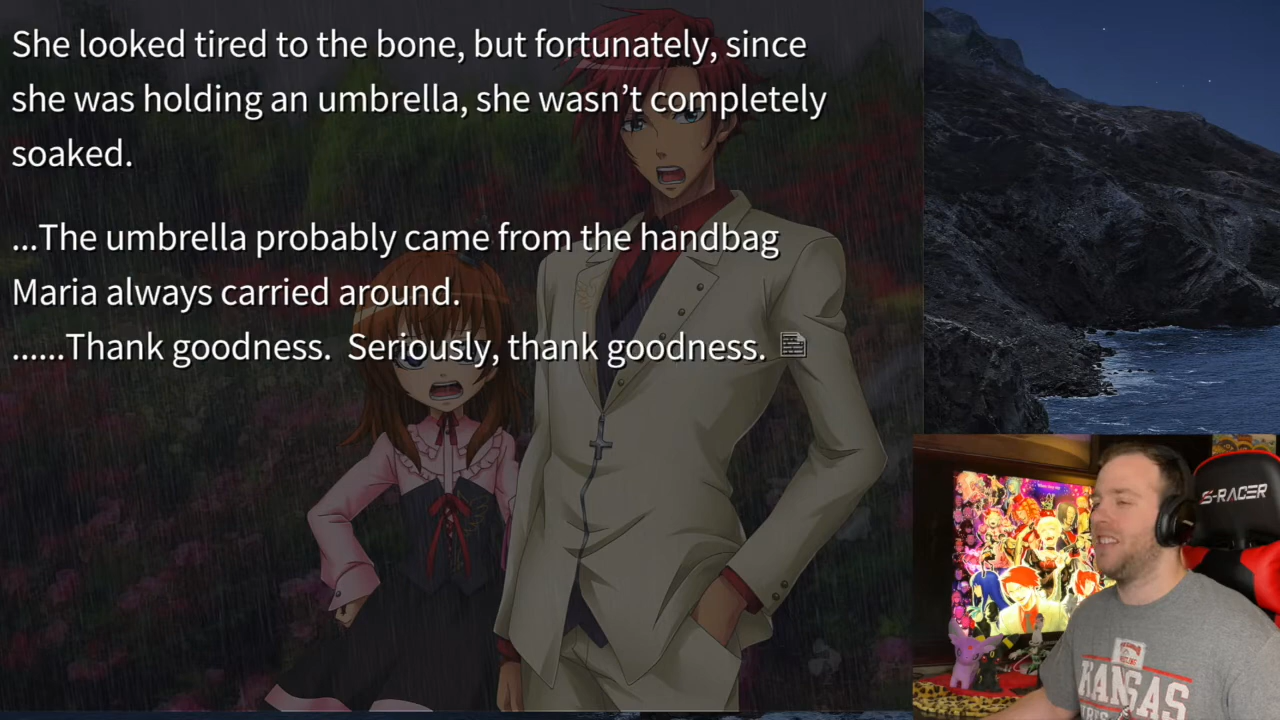 She looked tired to the bone, but fortunately, since
she was holding an umbrella, she wasn’t completely
soaked.
...The umbrella probably came from the handbag
Maria always carried around.
......Thank goodness.  Seriously, thank goodness.
S-RACER
KANSAS